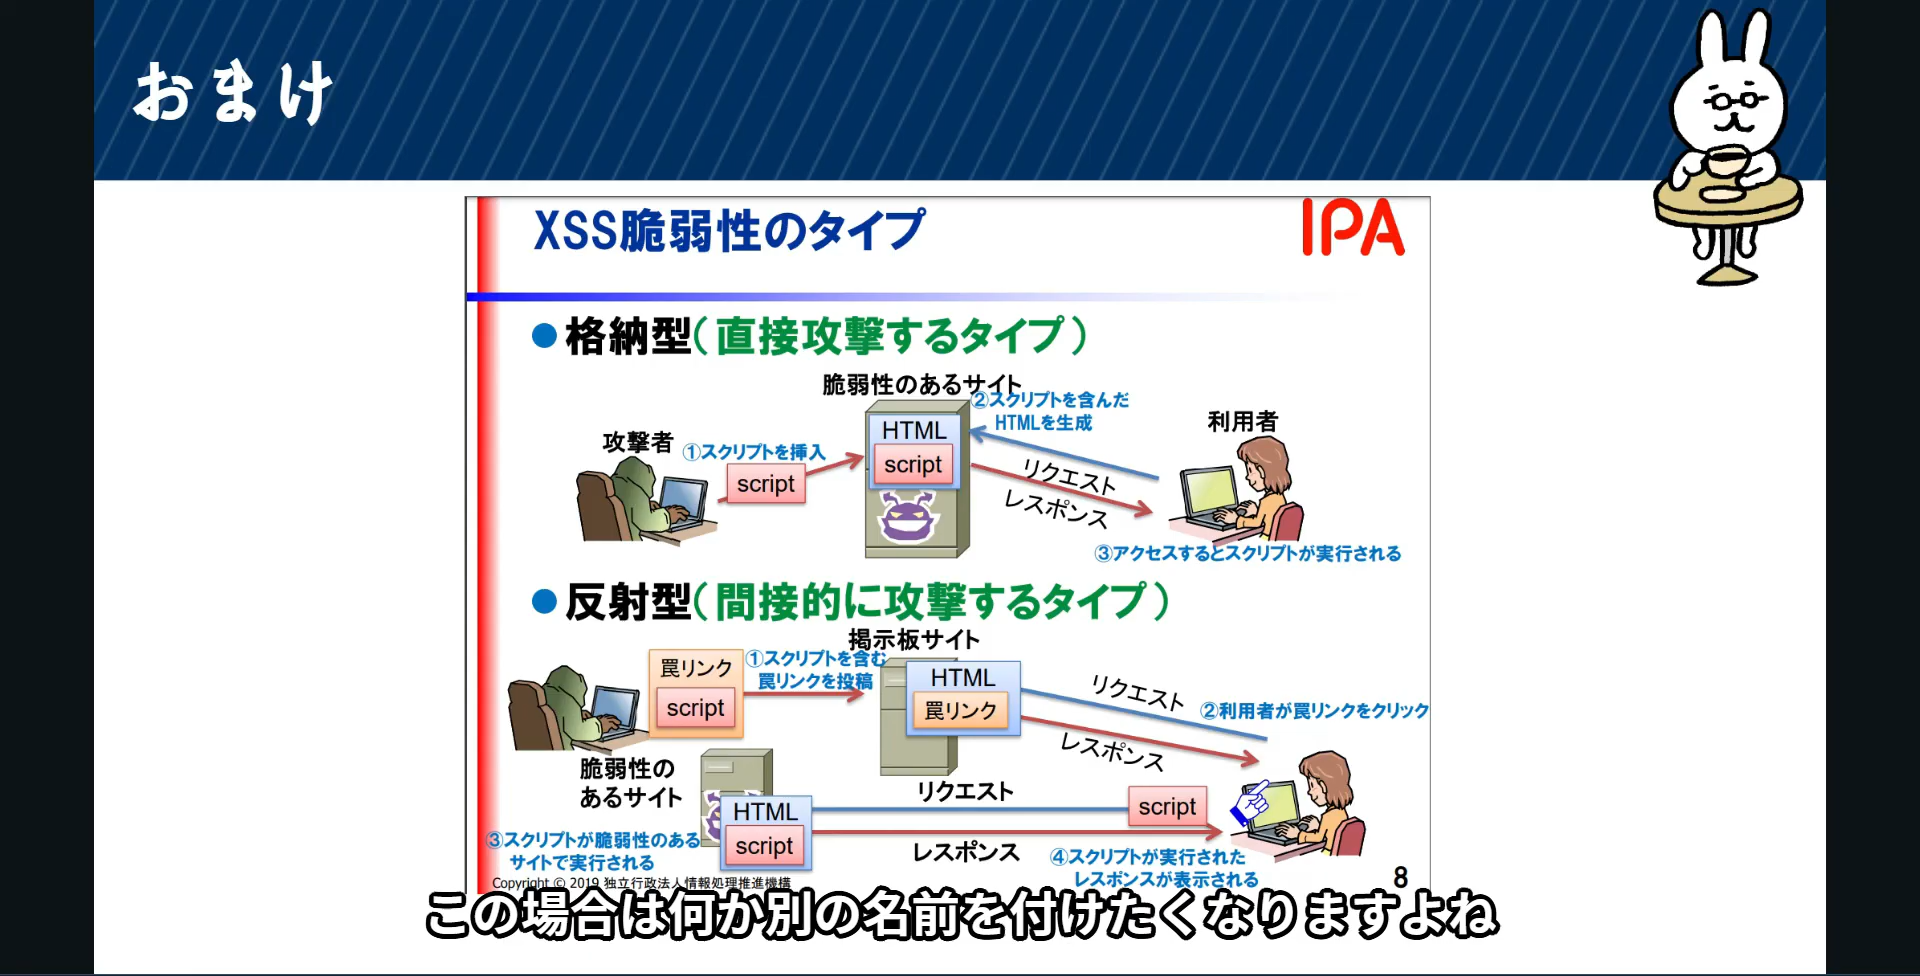 おまけ
XSS脆弱性のタイプ
IPA
●格納型(直接攻撃するタイプ)
脆弱性のあるサイト
②スクリプトを含んだ
HTMLを生成
利用者
攻撃者
①スクリプトを挿入
script
HTML
script
リクエスト
レスポンス
③アクセスするとスクリプトが実行される
●反射型(間接的に攻撃するタイプ)
掲示板サイト
罠リンク
script
①スクリプトを含む
罠リンクを投稿
HTML
罠リンク
リクエスト
②利用者が罠リンクをクリック
レスポンス
脆弱性の
あるサイト
HTML
script
リクエスト
script
③スクリプトが脆弱性のある
サイトで実行される
レスポンス
④スクリプトが実行された
レスポンスが表示される
Copyright © 2019 独立行政法人情報処理推進機構
8
この場合は何か別の名前を付けたくなりますよね